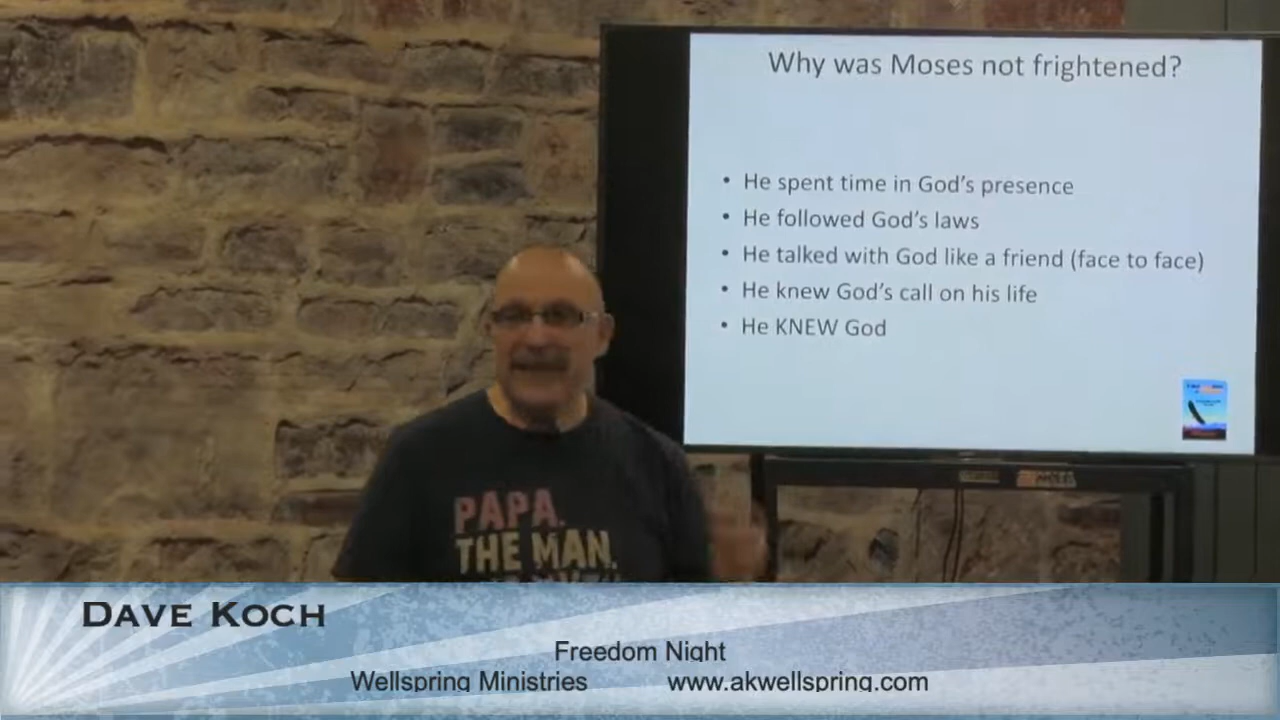 Why was Moses not frightened?
• He spent time in God's presence
• He followed God's laws
• He talked with God like a friend (face to face)
• He knew God's call on his life
• He KNEW God
PAPA.
THE MAN.
DAVE KOCH
Freedom Night
Wellspring Ministries www.akwellspring.com